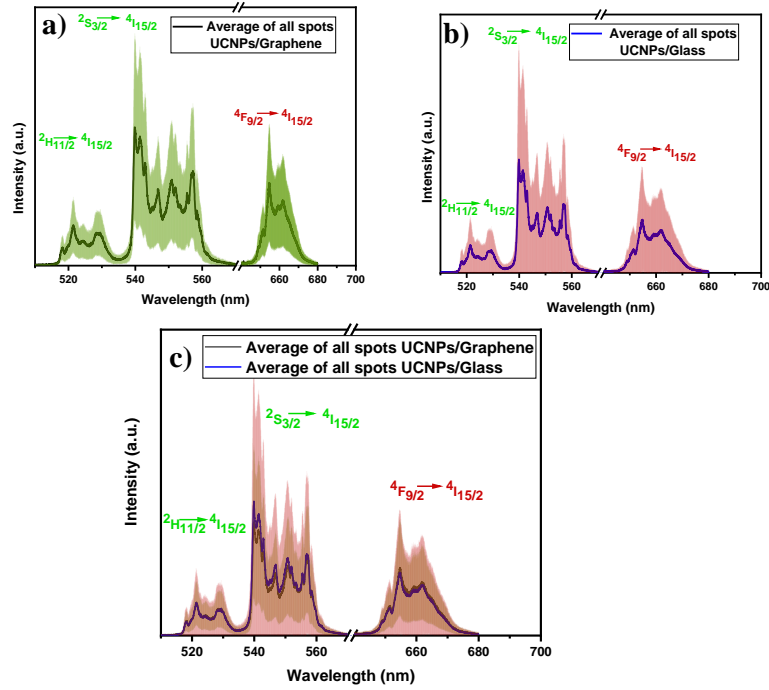 a)
Average of all spots
UCNPs/Graphene
²S₃/₂ → ⁴I₁₅/₂
²H₁₁/₂ → ⁴I₁₅/₂
⁴F₉/₂ → ⁴I₁₅/₂
Intensity (a.u.)
520 540 560 660 680 700
Wavelength (nm)
b)
Average of all spots
UCNPs/Glass
²S₃/₂ → ⁴I₁₅/₂
²H₁₁/₂ → ⁴I₁₅/₂
⁴F₉/₂ → ⁴I₁₅/₂
Intensity (a.u.)
520 540 560 660 680 700
Wavelength (nm)
c)
Average of all spots UCNPs/Graphene
Average of all spots UCNPs/Glass
²S₃/₂ → ⁴I₁₅/₂
²H₁₁/₂ → ⁴I₁₅/₂
⁴F₉/₂ → ⁴I₁₅/₂
Intensity (a.u.)
520 540 560 660 680 700
Wavelength (nm)